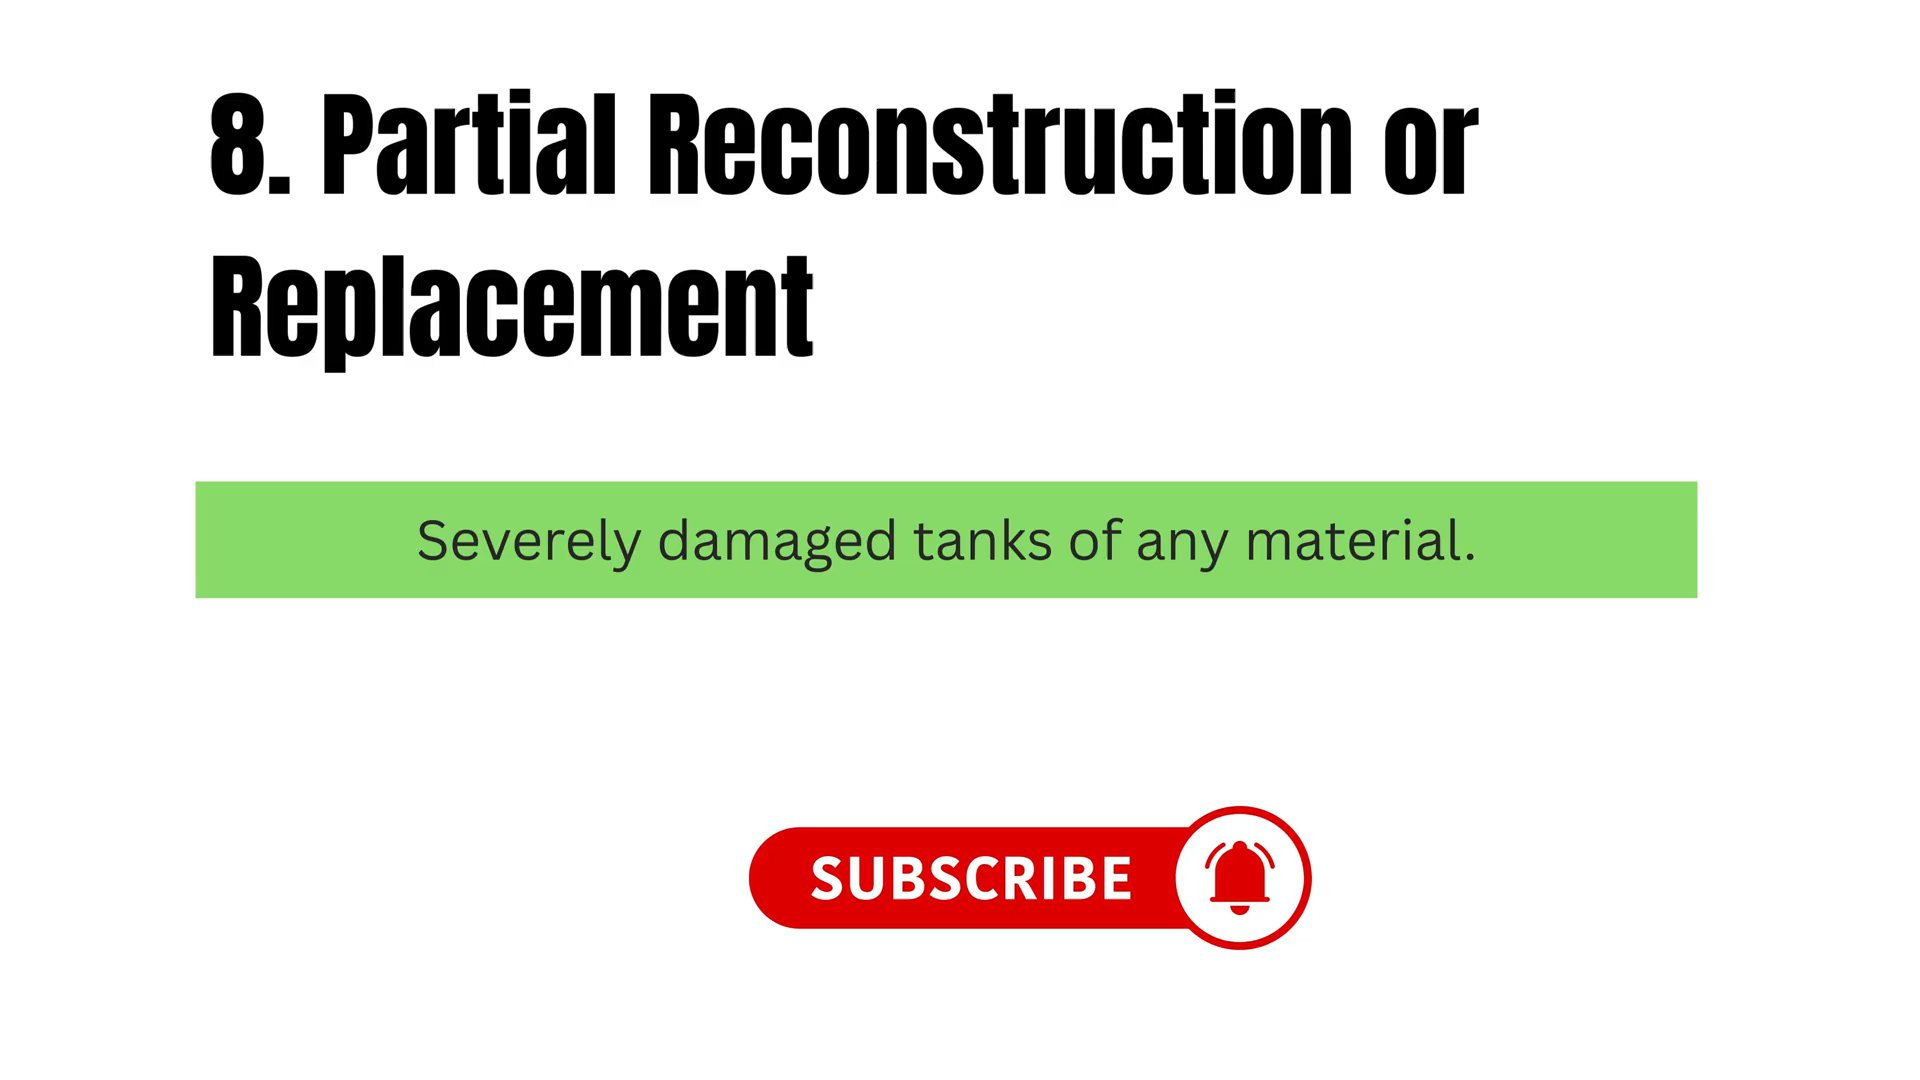 8. Partial Reconstruction or
Replacement
Severely damaged tanks of any material.
SUBSCRIBE